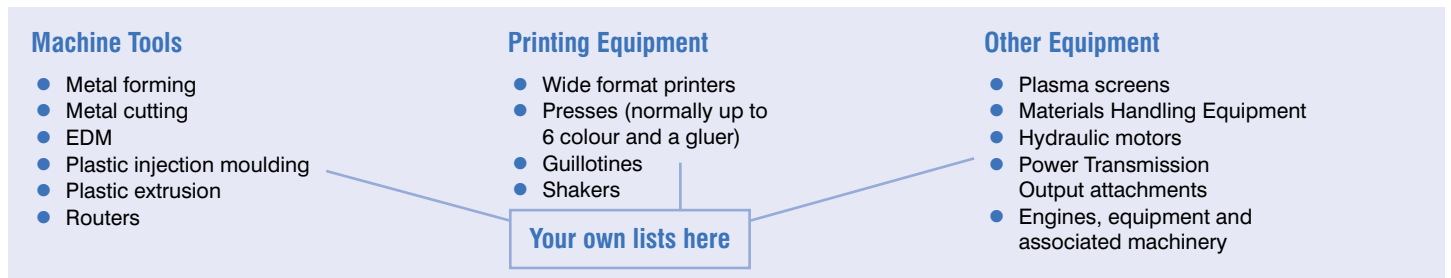 Machine Tools
Metal forming
Metal cutting
EDM
Plastic injection moulding
Plastic extrusion
Routers
Printing Equipment
Wide format printers
Presses (normally up to
6 colour and a gluer)
Guillotines
Shakers
Other Equipment
Plasma screens
Materials Handling Equipment
Hydraulic motors
Power Transmission
Output attachments
Engines, equipment and
associated machinery
Your own lists here